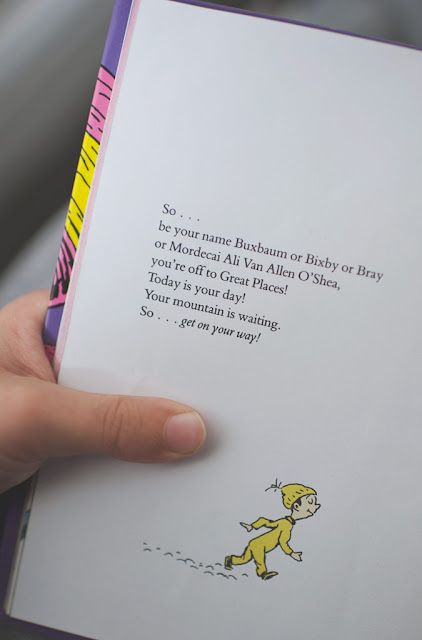 So . . .
be your name Buxbaum or Bixby or Bray
or Mordecai Ali Van Allen O'Shea,
you're off to Great Places!
Today is your day!
Your mountain is waiting.
So . . . get on your way!